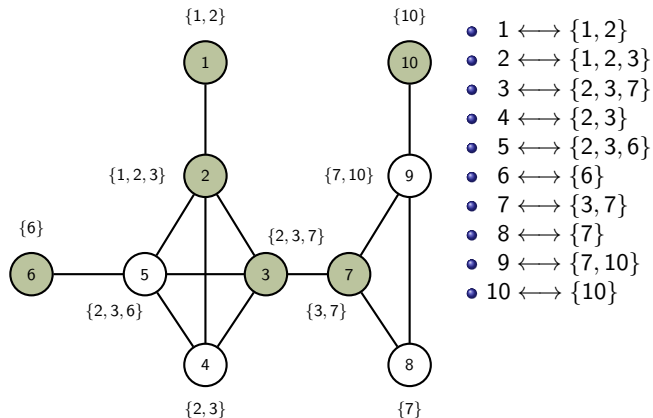 {1, 2}
{10}
1
10
{1, 2, 3}
2
{7, 10}
9
{6}
{2, 3, 7}
6
5
3
7
{2, 3, 6}
{3, 7}
4
8
{2, 3}
{7}
1 ⟷ {1, 2}
2 ⟷ {1, 2, 3}
3 ⟷ {2, 3, 7}
4 ⟷ {2, 3}
5 ⟷ {2, 3, 6}
6 ⟷ {6}
7 ⟷ {3, 7}
8 ⟷ {7}
9 ⟷ {7, 10}
10 ⟷ {10}